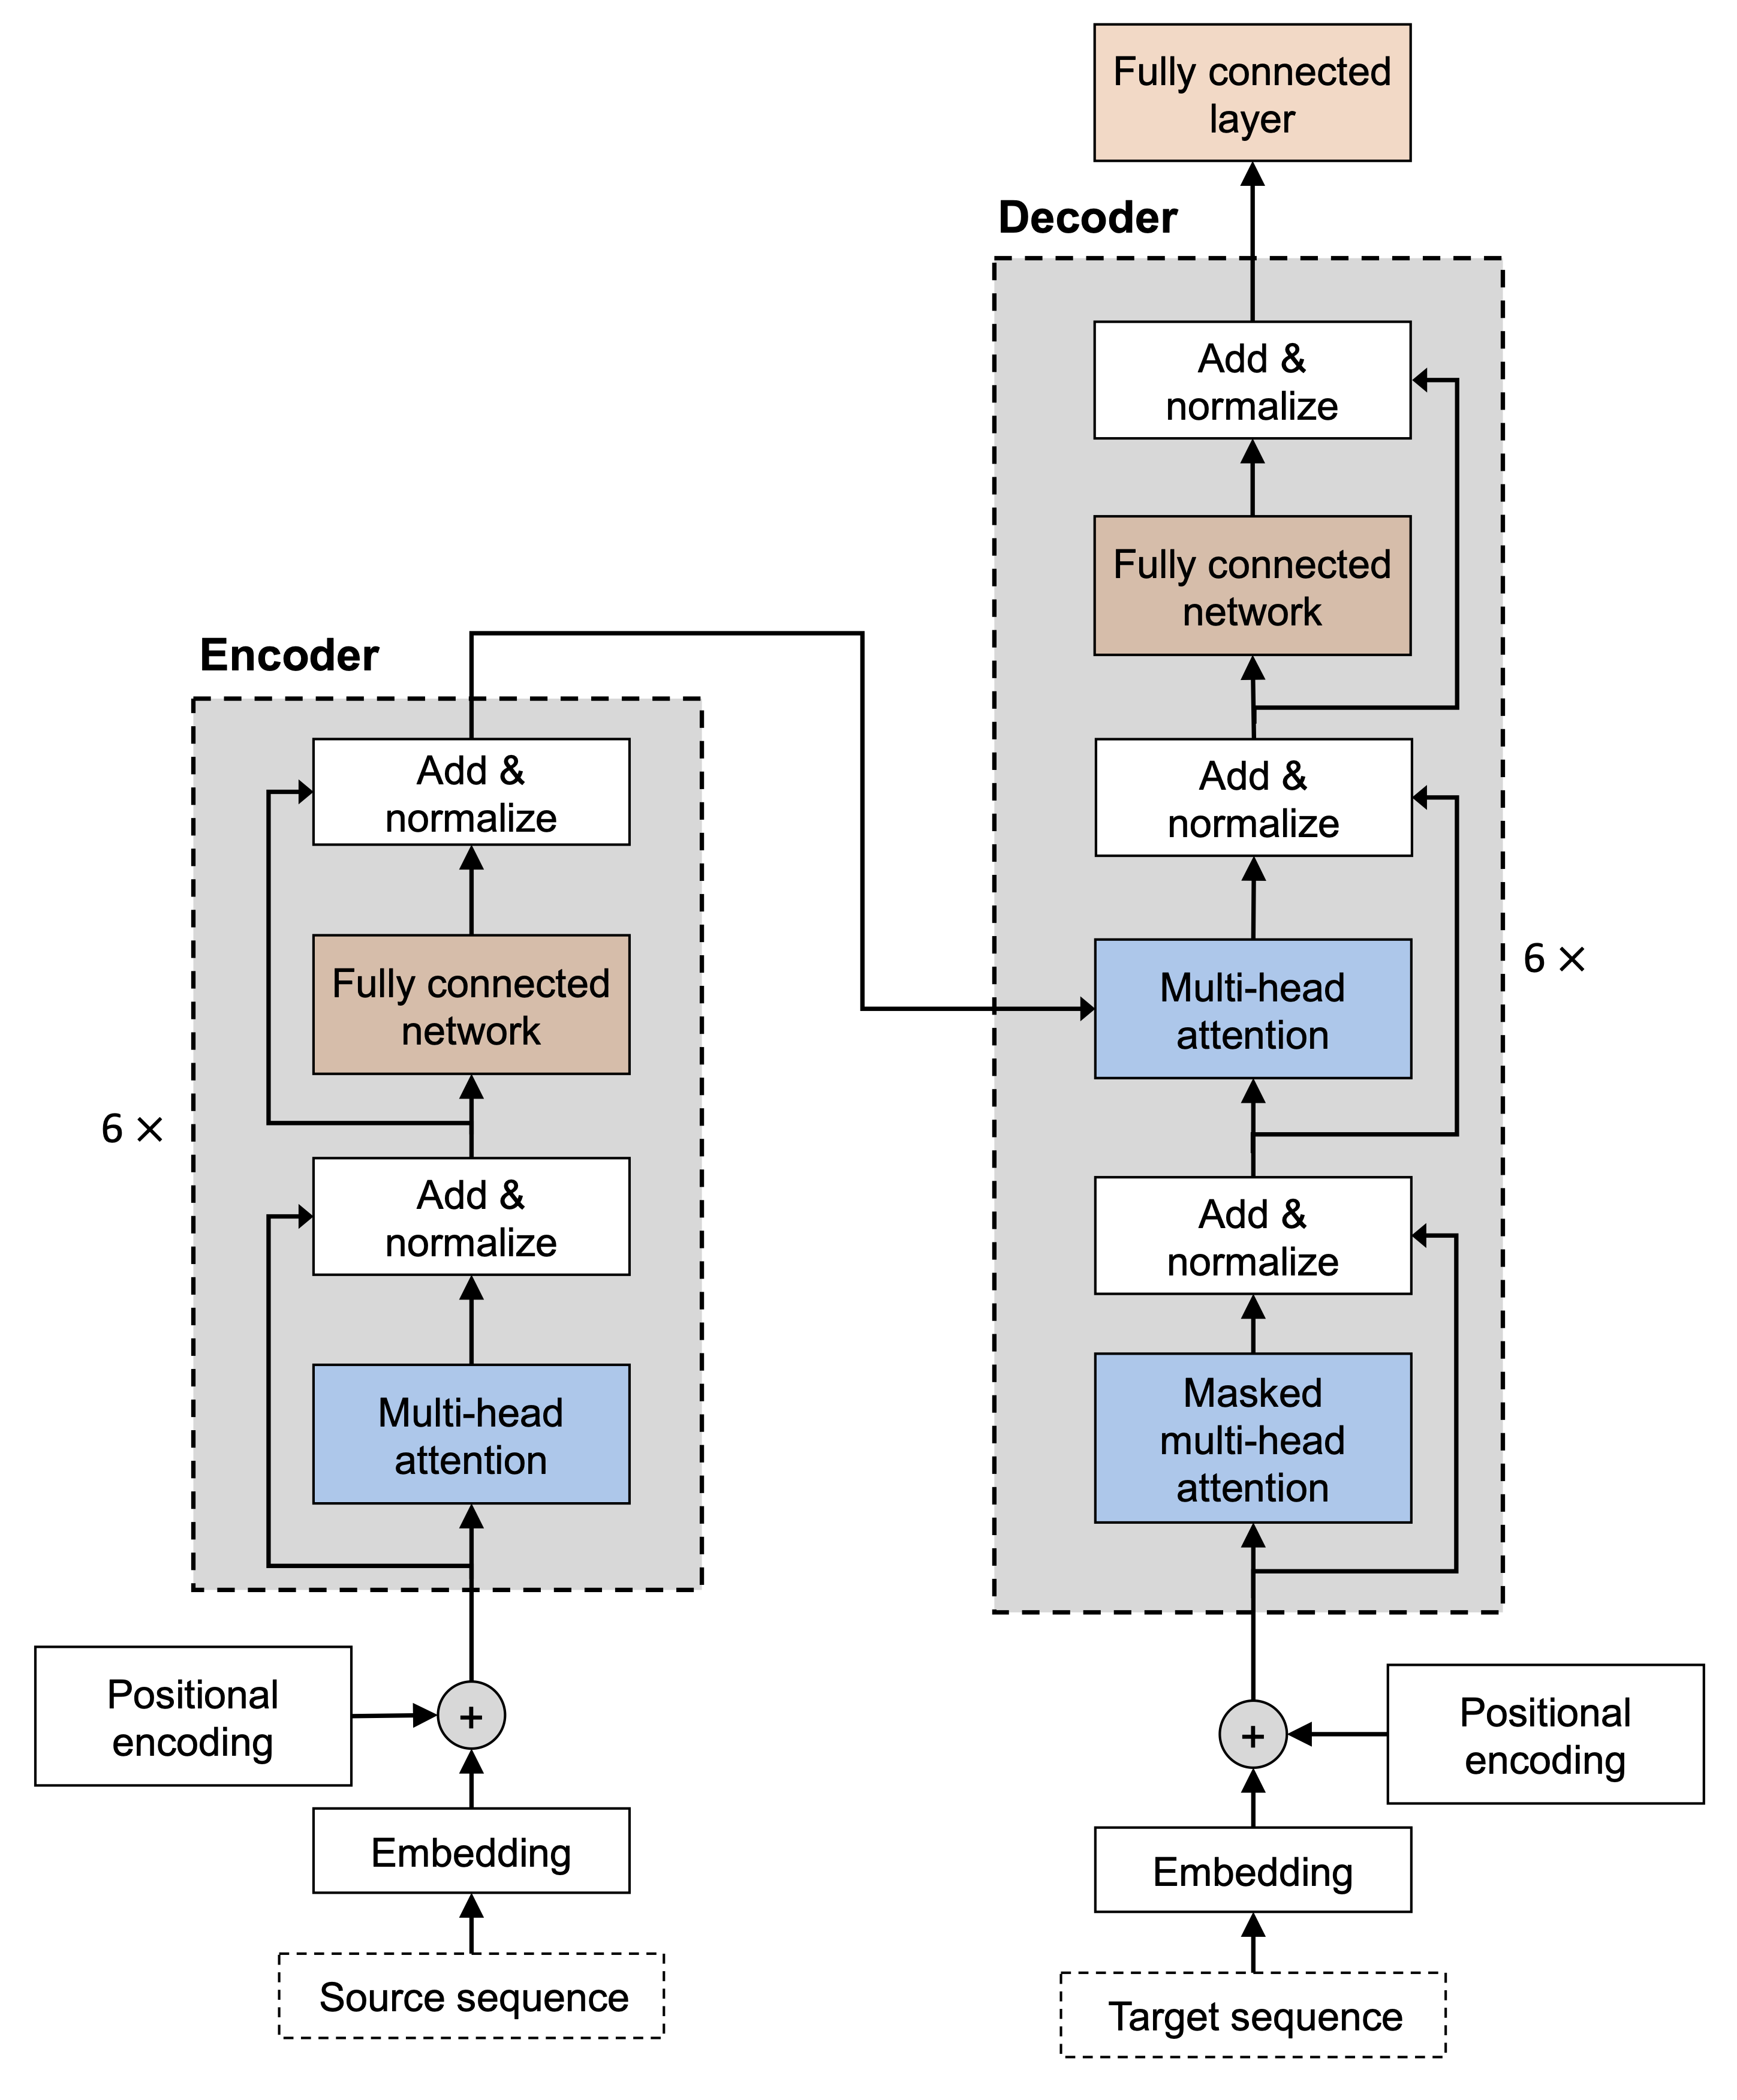 Fully connected
layer
Decoder
Add &
normalize
Fully connected
network
Add &
normalize
Multi-head
attention
Add &
normalize
Masked
multi-head
attention
6 ×
Positional
encoding
+
Embedding
Target sequence
Encoder
Add &
normalize
Fully connected
network
Add &
normalize
Multi-head
attention
6 ×
Positional
encoding
+
Embedding
Source sequence